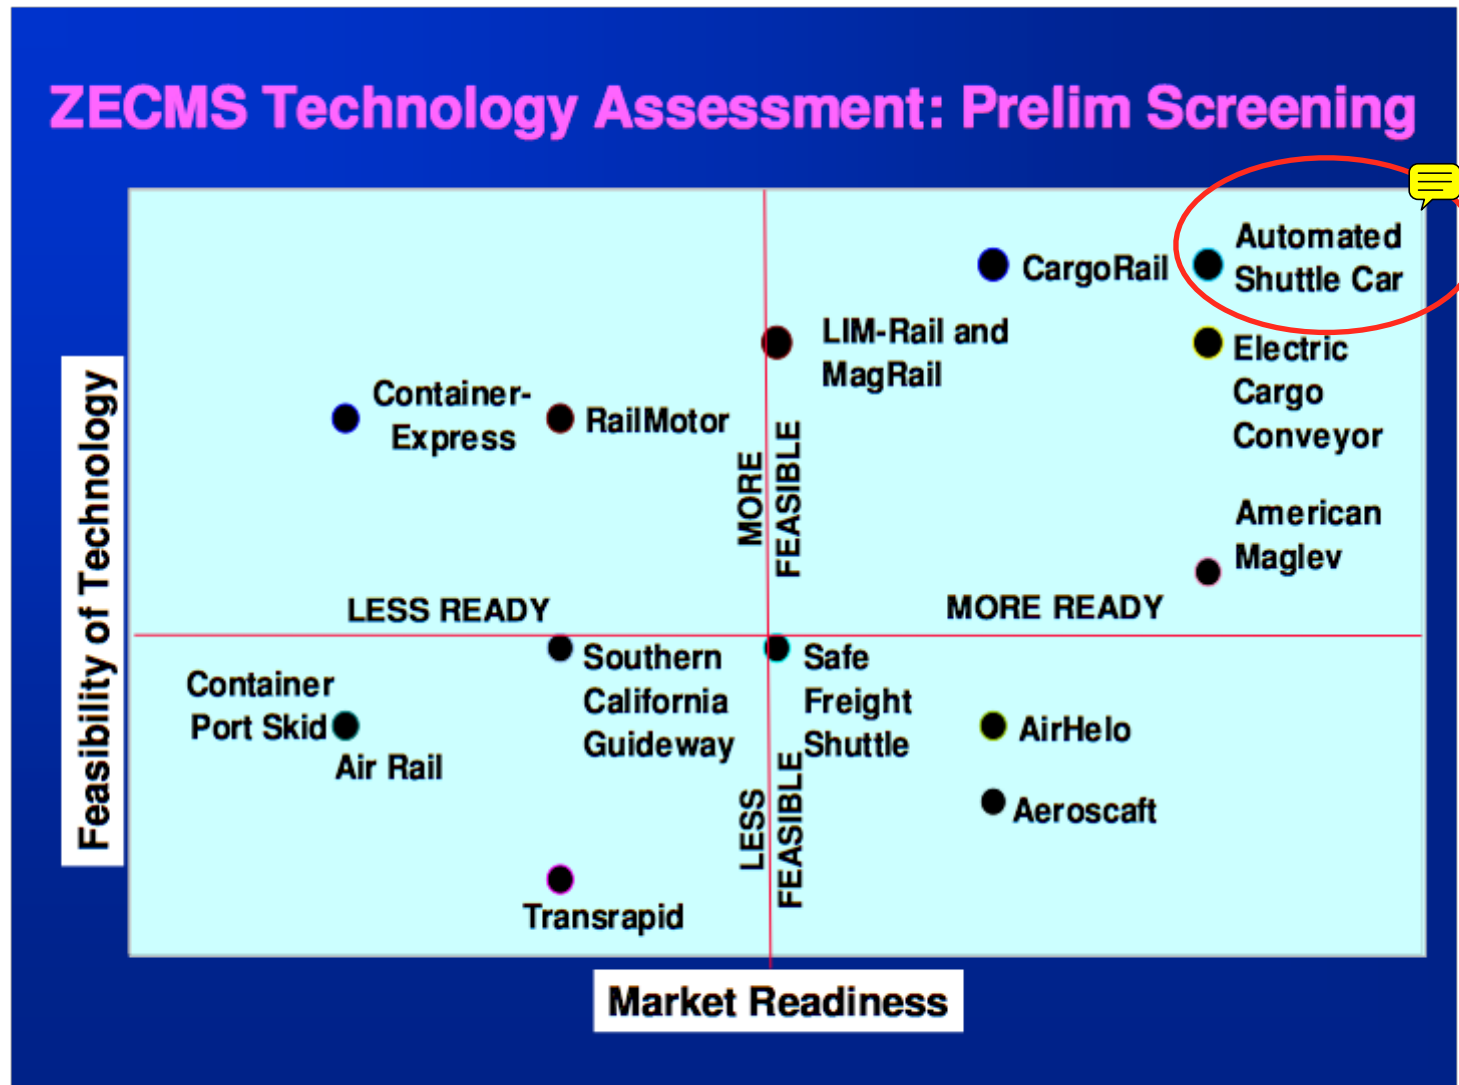 ZECMS Technology Assessment: Prelim Screening
Automated
Shuttle Car
CargoRail
LIM-Rail and
MagRail
Electric
Cargo
Conveyor
Container-
Express
RailMotor
MORE
FEASIBLE
American
Maglev
LESS READY
MORE READY
Feasibility of Technology
Southern
California
Guideway
Safe
Freight
Shuttle
Container
Port Skid
Air Rail
AirHelo
Aeroscaft
LESS
FEASIBLE
Transrapid
Market Readiness